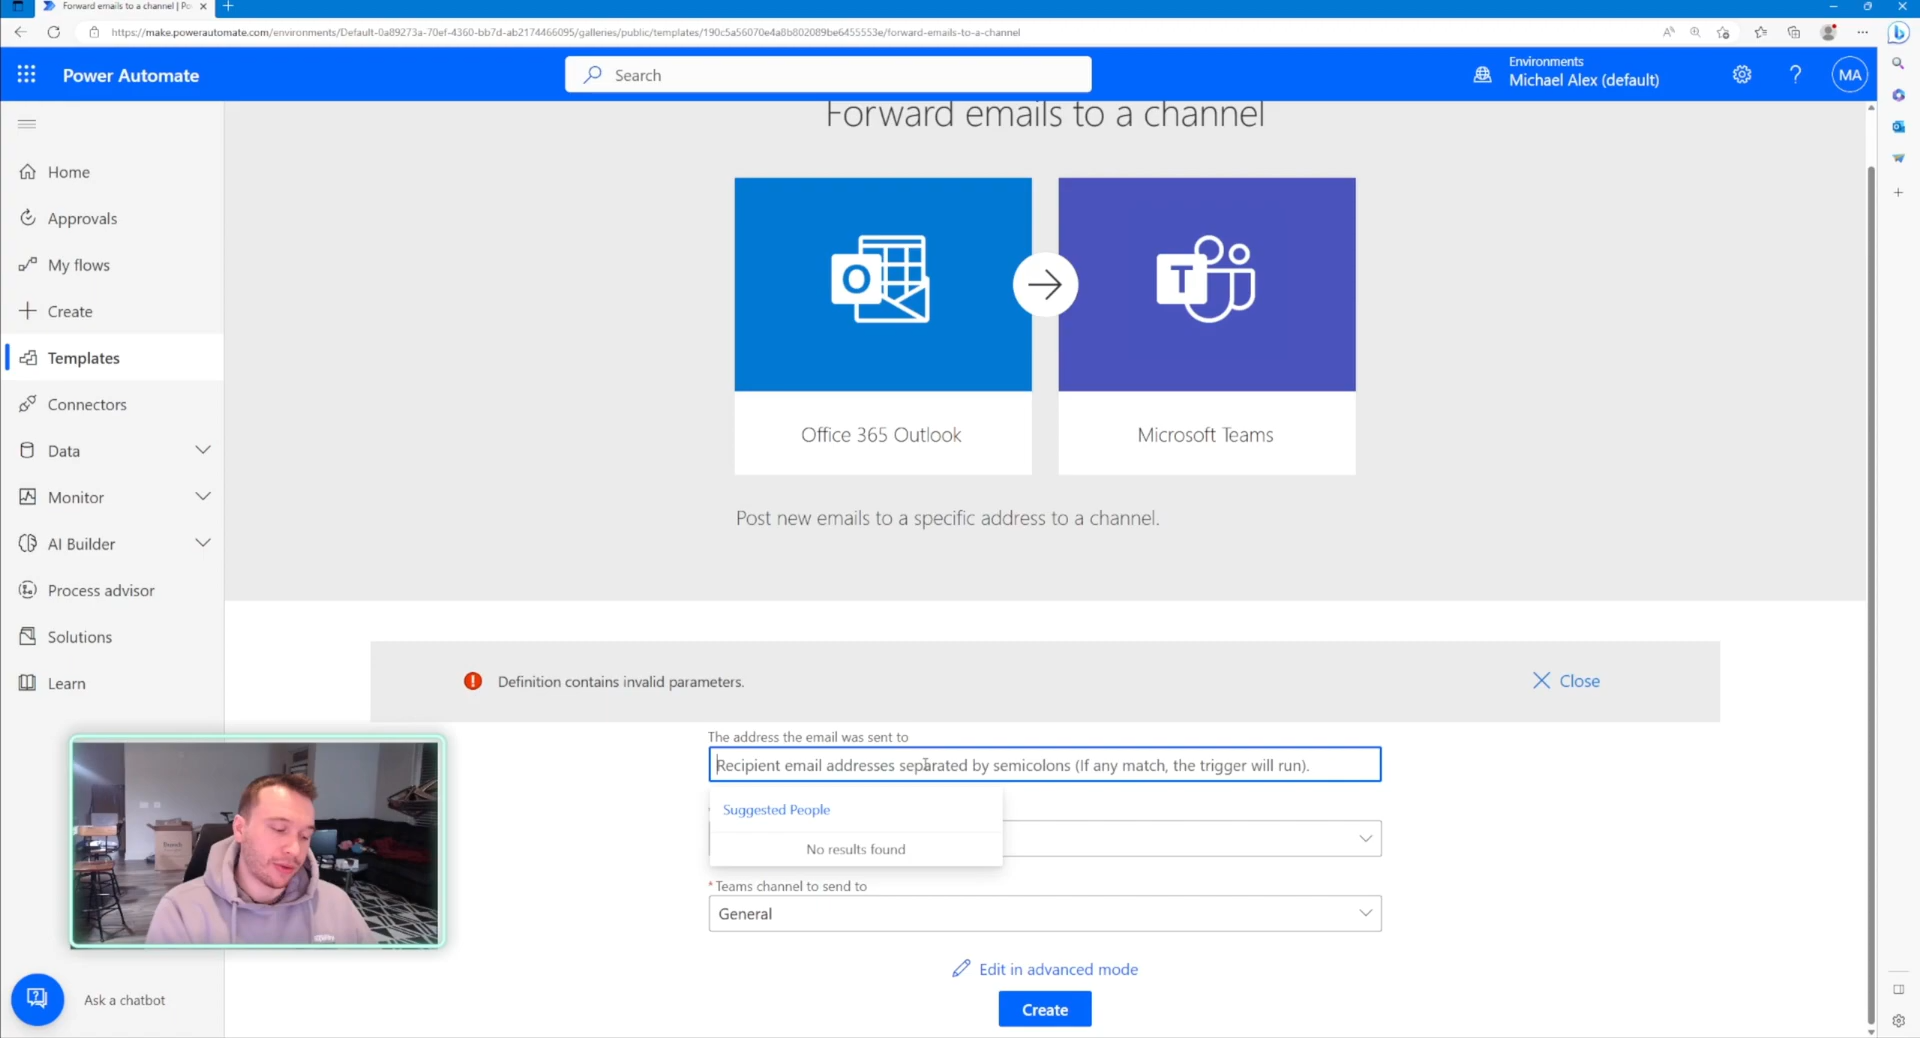 Forward emails to a channel | Po
https://make.powerautomate.com/environments/Default-0a89273a-70ef-4360-bb7d-ab2174466095/galleries/public/templates/190c5a56070e4a8b802089be6455553e/forward-emails-to-a-channel
Power Automate
Search
Environments
Michael Alex (default)
?
MA
Forward emails to a channel
Home
Approvals
My flows
Create
Templates
Connectors
Data
Monitor
AI Builder
Process advisor
Solutions
Learn
Office 365 Outlook
Microsoft Teams
Post new emails to a specific address to a channel.
Definition contains invalid parameters.
Close
The address the email was sent to
Recipient email addresses separated by semicolons (If any match, the trigger will run).
Suggested People
No results found
* Teams channel to send to
General
Edit in advanced mode
Create
Ask a chatbot